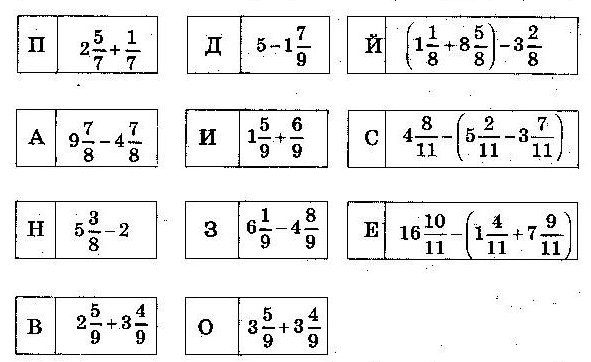 П 2 5/7 + 1/7 Д 5 − 1 7/9 Й (1 1/8 + 8 5/8) − 3 2/8
А 9 7/8 − 4 7/8 И 1 5/9 + 6/9 С 4 8/11 − (5 2/11 − 3 7/11)
Н 5 3/8 − 2 З 6 1/9 − 4 8/9 Е 16 10/11 − (1 4/11 + 7 9/11)
В 2 5/9 + 3 4/9 О 3 5/9 + 3 4/9